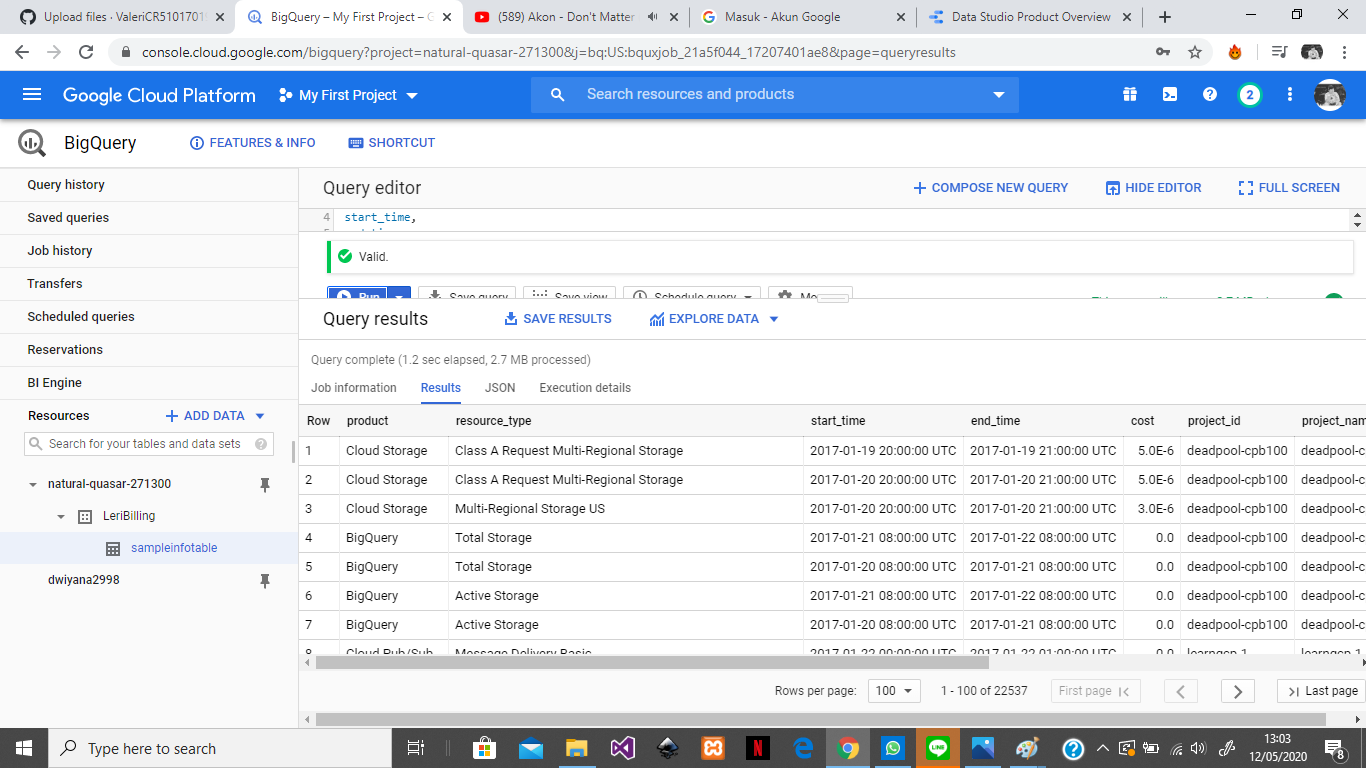 Upload files · ValeriCR5101701
BigQuery – My First Project – G
(589) Akon - Don't Matter
Masuk - Akun Google
Data Studio Product Overview
console.cloud.google.com/bigquery?project=natural-quasar-271300&j=bq:US:bquxjob_21a5f044_17207401ae8&page=queryresults
Google Cloud Platform
My First Project
Search resources and products
2
BigQuery
FEATURES & INFO
SHORTCUT
Query history
Saved queries
Job history
Transfers
Scheduled queries
Reservations
BI Engine
Resources
ADD DATA
Search for your tables and data sets
natural-quasar-271300
LeriBilling
sampleinfotable
dwiyana2998
Query editor
COMPOSE NEW QUERY
HIDE EDITOR
FULL SCREEN
4 start_time,
Valid.
Run
Save query
Save view
Schedule query
Query results
SAVE RESULTS
EXPLORE DATA
Query complete (1.2 sec elapsed, 2.7 MB processed)
Job information Results JSON Execution details
Row product resource_type start_time end_time cost project_id project_nam
1 Cloud Storage Class A Request Multi-Regional Storage 2017-01-19 20:00:00 UTC 2017-01-19 21:00:00 UTC 5.0E-6 deadpool-cpb100 deadpool-c
2 Cloud Storage Class A Request Multi-Regional Storage 2017-01-20 20:00:00 UTC 2017-01-20 21:00:00 UTC 5.0E-6 deadpool-cpb100 deadpool-c
3 Cloud Storage Multi-Regional Storage US 2017-01-20 20:00:00 UTC 2017-01-20 21:00:00 UTC 3.0E-6 deadpool-cpb100 deadpool-c
4 BigQuery Total Storage 2017-01-21 08:00:00 UTC 2017-01-22 08:00:00 UTC 0.0 deadpool-cpb100 deadpool-c
5 BigQuery Total Storage 2017-01-20 08:00:00 UTC 2017-01-21 08:00:00 UTC 0.0 deadpool-cpb100 deadpool-c
6 BigQuery Active Storage 2017-01-21 08:00:00 UTC 2017-01-22 08:00:00 UTC 0.0 deadpool-cpb100 deadpool-c
7 BigQuery Active Storage 2017-01-20 08:00:00 UTC 2017-01-21 08:00:00 UTC 0.0 deadpool-cpb100 deadpool-c
8 Cloud Pub/Sub Message Delivery Basic 2017-01-22 00:00:00 UTC 2017-01-22 01:00:00 UTC 0.0 learngcp-1
Rows per page: 100 1 - 100 of 22537 First page Last page
Type here to search
13:03
12/05/2020
8